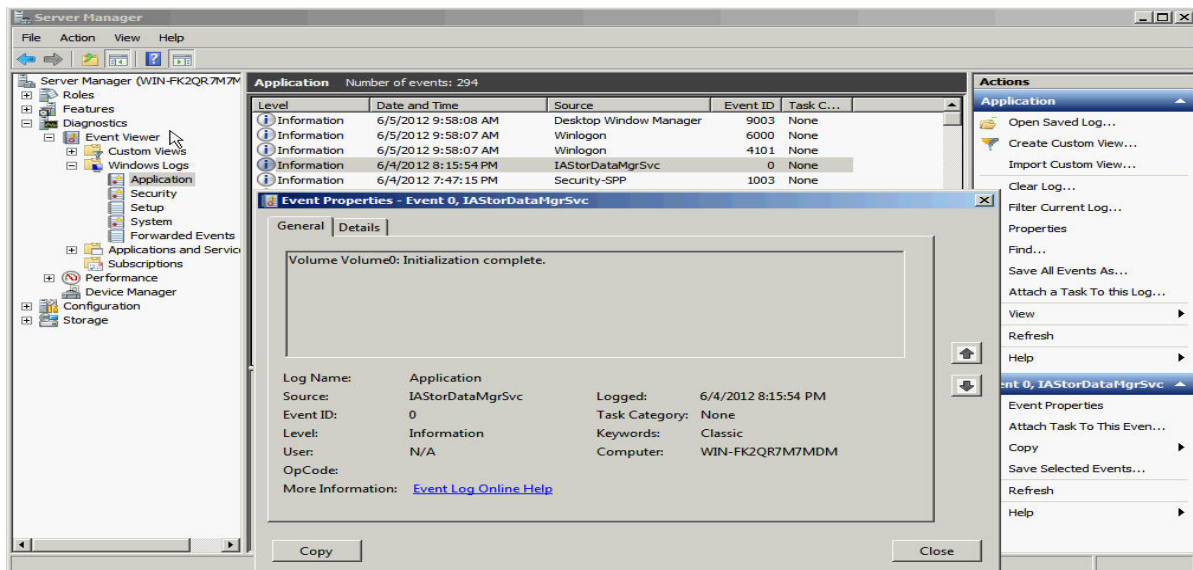 Server Manager
File Action View Help
Server Manager (WIN-FK2QR7M7M
Roles
Features
Diagnostics
Event Viewer
Custom Views
Windows Logs
Application
Security
Setup
System
Forwarded Events
Applications and Servic
Subscriptions
Performance
Device Manager
Configuration
Storage
Application Number of events: 294
Level Date and Time Source Event ID Task C...
Information 6/5/2012 9:58:08 AM Desktop Window Manager 9003 None
Information 6/5/2012 9:58:07 AM Winlogon 6000 None
Information 6/5/2012 9:58:07 AM Winlogon 4101 None
Information 6/4/2012 8:15:54 PM IAStorDataMgrSvc 0 None
Information 6/4/2012 7:47:15 PM Security-SPP 1003 None
Event Properties - Event 0, IAStorDataMgrSvc
General Details
Volume Volume0: Initialization complete.
Log Name: Application
Source: IAStorDataMgrSvc Logged: 6/4/2012 8:15:54 PM
Event ID: 0 Task Category: None
Level: Information Keywords: Classic
User: N/A Computer: WIN-FK2QR7M7MDM
OpCode:
More Information: Event Log Online Help
Copy Close
Actions
Application
Open Saved Log...
Create Custom View...
Import Custom View...
Clear Log...
Filter Current Log...
Properties
Find...
Save All Events As...
Attach a Task To this Log...
View
Refresh
Help
ent 0, IAStorDataMgrSvc
Event Properties
Attach Task To This Even...
Copy
Save Selected Events...
Refresh
Help